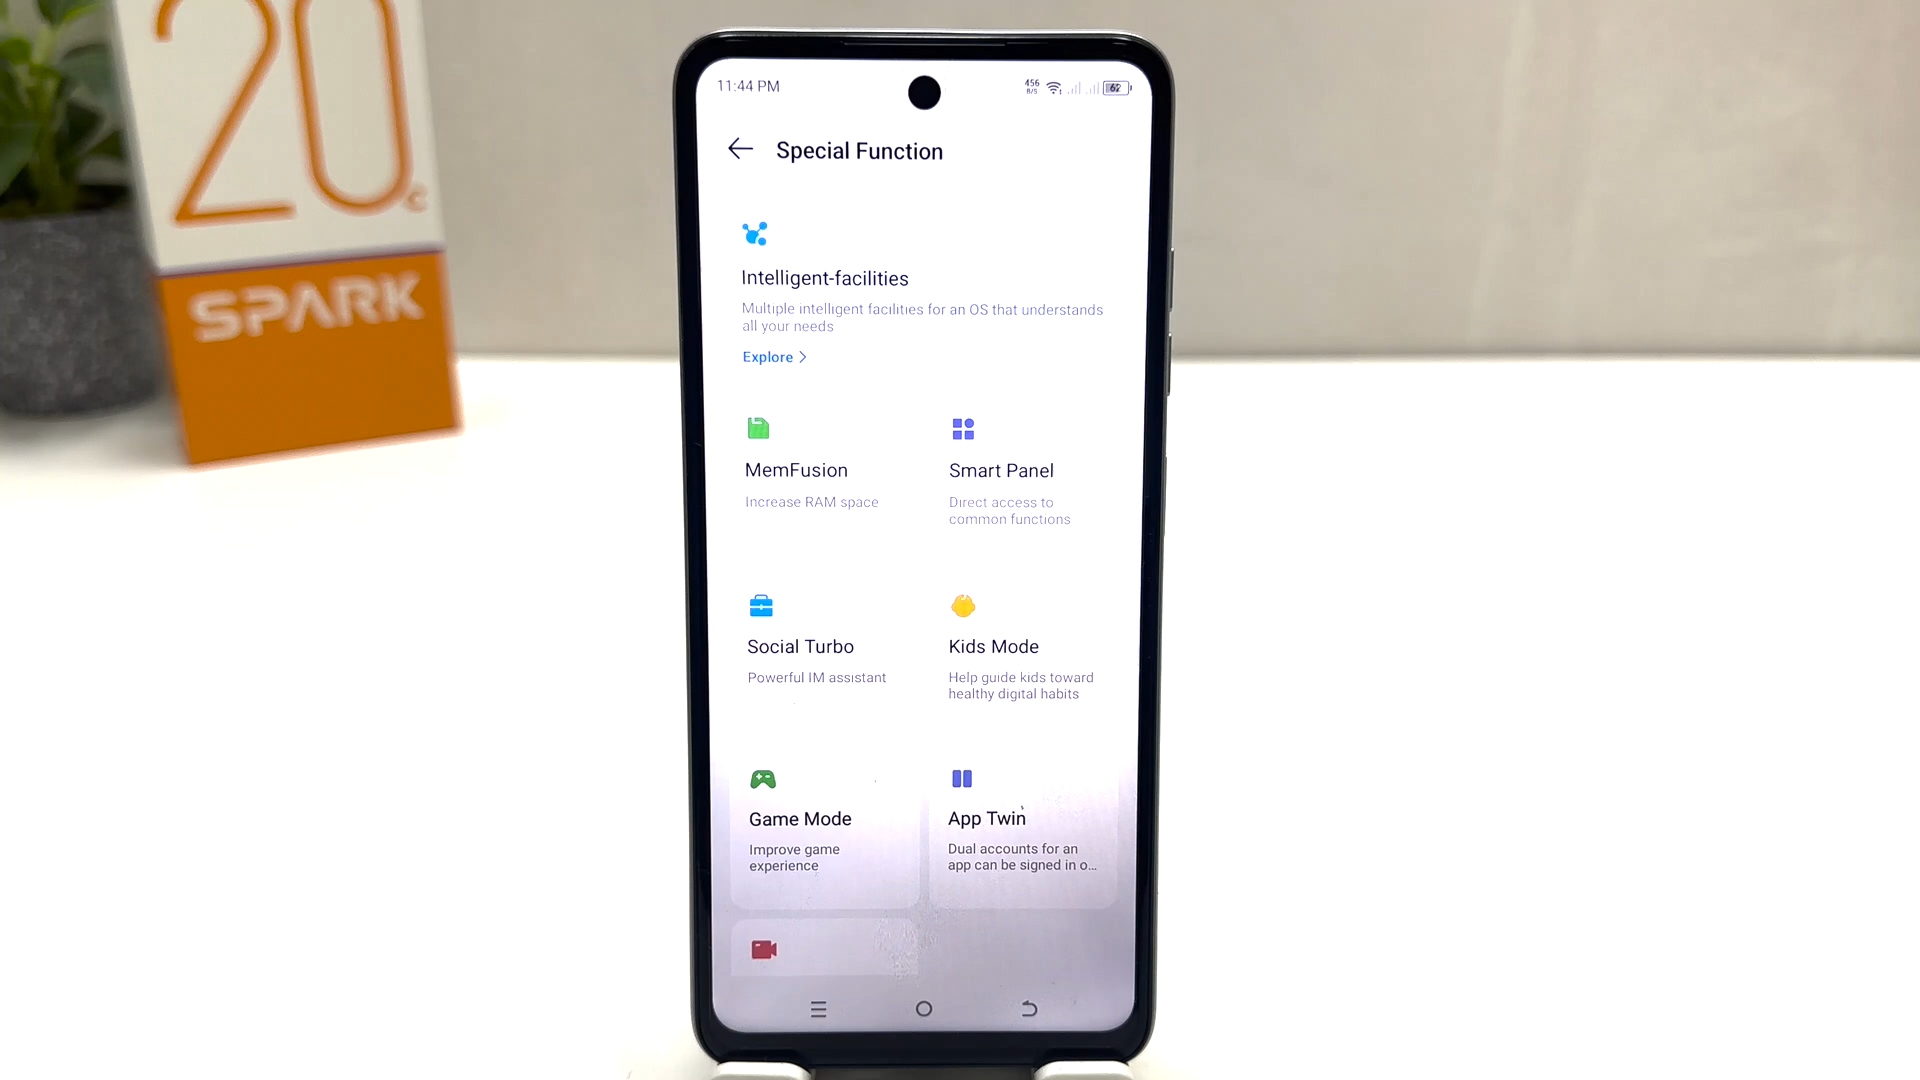 20c
SPARK
11:44 PM
456
B/S
62
Special Function
Intelligent-facilities
Multiple intelligent facilities for an OS that understands
all your needs
Explore >
MemFusion
Increase RAM space
Smart Panel
Direct access to
common functions
Social Turbo
Powerful IM assistant
Kids Mode
Help guide kids toward
healthy digital habits
Game Mode
Improve game
experience
App Twin
Dual accounts for an
app can be signed in o...